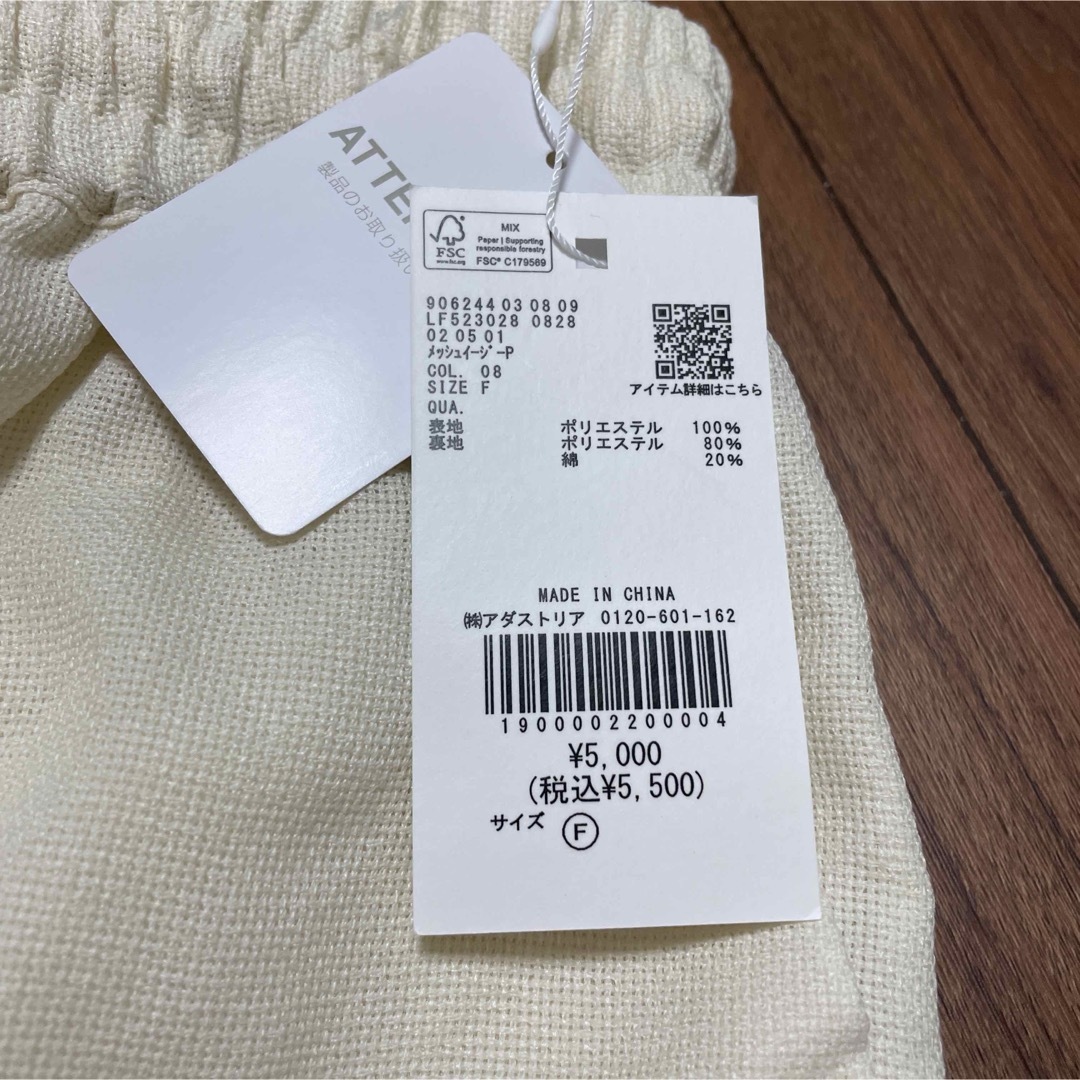 ATTE
製品のお取り扱い
FSC
www.fsc.org
MIX
Paper | Supporting
responsible forestry
FSC® C179569
906244 03 08 09
LF523028 0828
02 05 01
ﾒｯｼｭｲｰｼﾞｰP
COL. 08
SIZE F
アイテム詳細はこちら
QUA.
表地 ポリエステル 100%
裏地 ポリエステル 80%
綿 20%
MADE IN CHINA
㈱アダストリア 0120-601-162
1900002200004
¥5,000
(税込¥5,500)
サイズ F